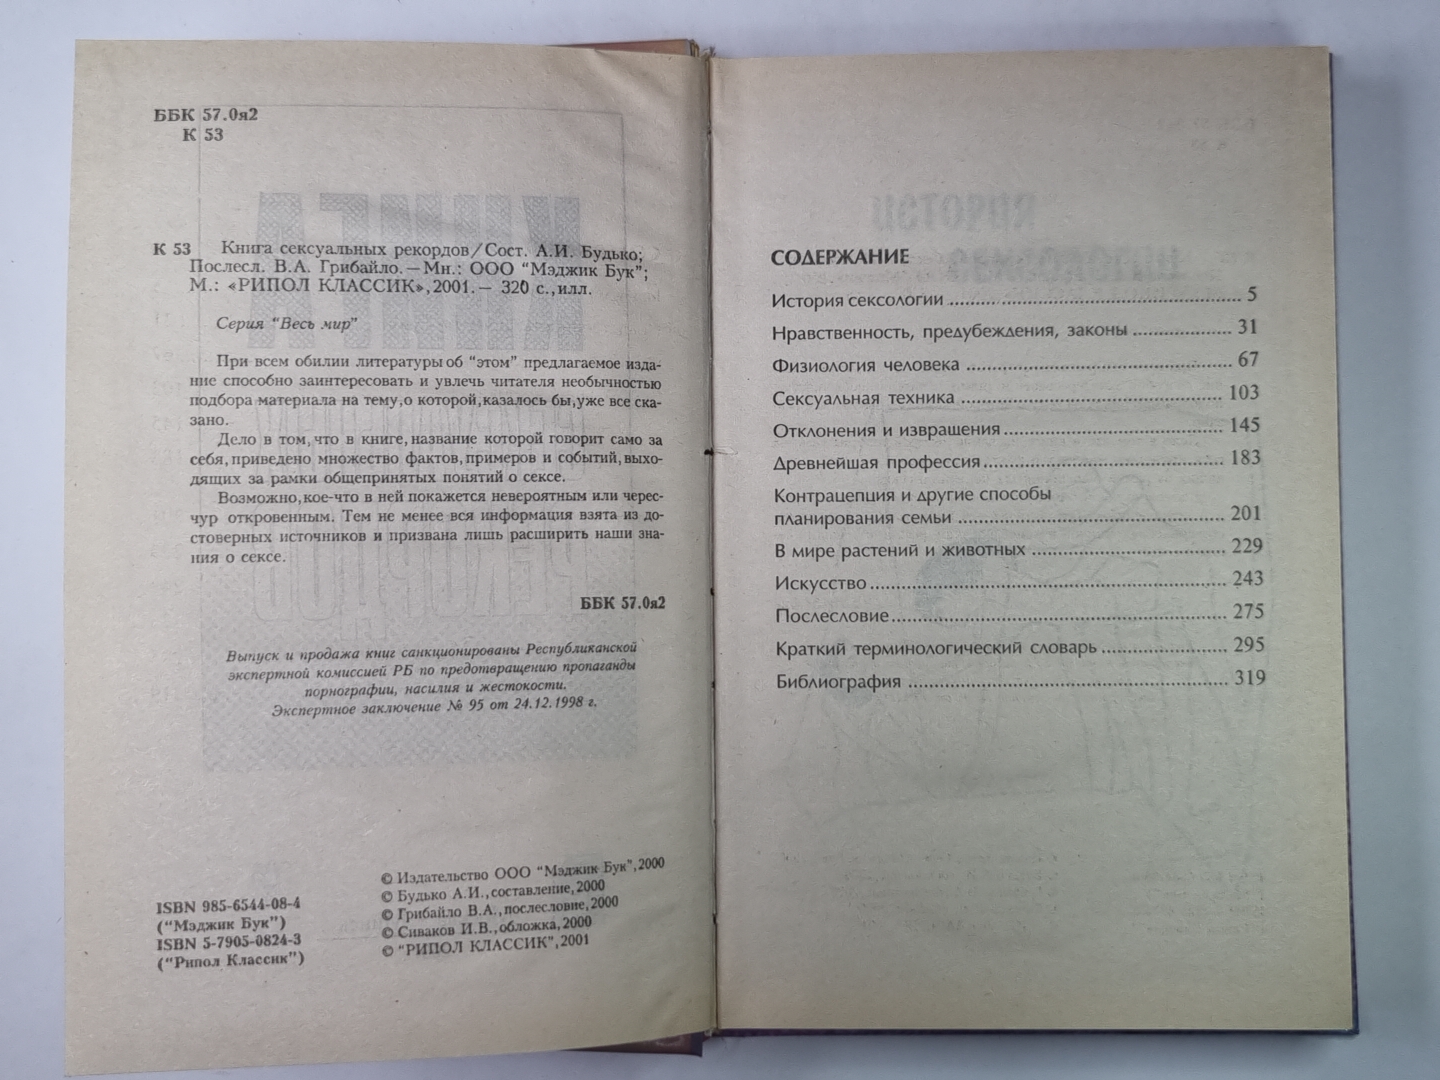 ББК 57.0я2
К 53
К 53 Книга сексуальных рекордов/Сост. А.И. Будько;
Послесл. В.А. Грибайло.—Мн.: ООО "Мэджик Бук";
М.: «РИПОЛ КЛАССИК», 2001.— 320 с., илл.
Серия "Весь мир"
При всем обилии литературы об "этом" предлагаемое изда-
ние способно заинтересовать и увлечь читателя необычностью
подбора материала на тему, о которой, казалось бы, уже все ска-
зано.
Дело в том, что в книге, название которой говорит само за
себя, приведено множество фактов, примеров и событий, выхо-
дящих за рамки общепринятых понятий о сексе.
Возможно, кое-что в ней покажется невероятным или черес-
чур откровенным. Тем не менее вся информация взята из до-
стоверных источников и призвана лишь расширить наши зна-
ния о сексе.
ББК 57.0я2
Выпуск и продажа книг санкционированы Республиканской
экспертной комиссией РБ по предотвращению пропаганды
порнографии, насилия и жестокости.
Экспертное заключение № 95 от 24.12.1998 г.
ISBN 985-6544-08-4
("Мэджик Бук")
ISBN 5-7905-0824-3
("Рипол Классик")
© Издательство ООО "Мэджик Бук", 2000
© Будько А.И., составление, 2000
© Грибайло В.А., послесловие, 2000
© Сиваков И.В., обложка, 2000
© "РИПОЛ КЛАССИК", 2001
СОДЕРЖАНИЕ
История сексологии 5
Нравственность, предубеждения, законы 31
Физиология человека 67
Сексуальная техника 103
Отклонения и извращения 145
Древнейшая профессия 183
Контрацепция и другие способы
планирования семьи 201
В мире растений и животных 229
Искусство 243
Послесловие 275
Краткий терминологический словарь 295
Библиография 319